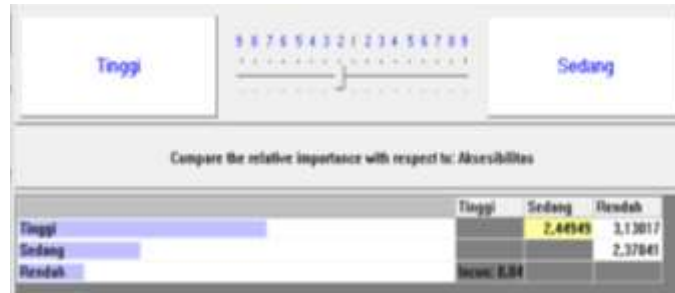 9 8 7 6 5 4 3 2 1 2 3 4 5 6 7 8 9
Tinggi Sedang
Compare the relative importance with respect to: Aksesibilitas
Tinggi Sedang Rendah
Tinggi 2,44949 3,13017
Sedang 2,37841
Rendah Incon: 0,04